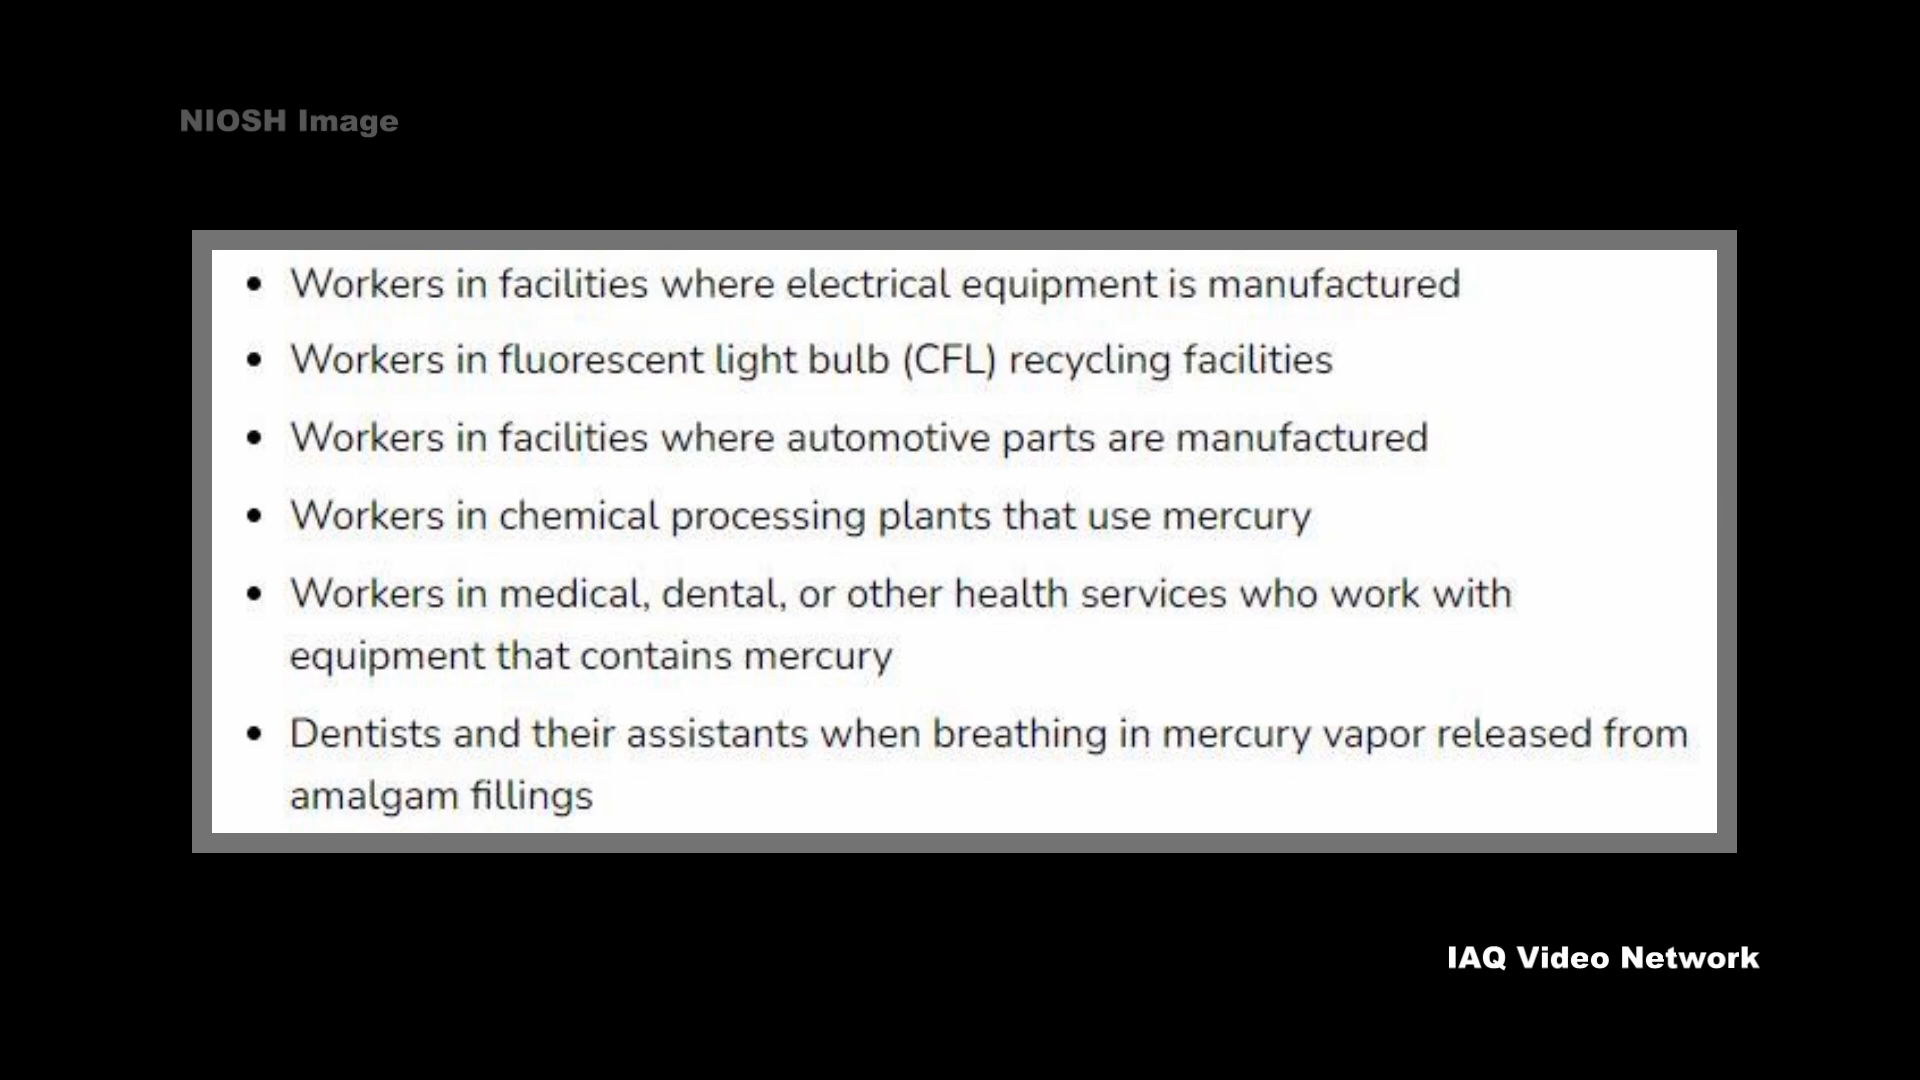 NIOSH Image
• Workers in facilities where electrical equipment is manufactured
• Workers in fluorescent light bulb (CFL) recycling facilities
• Workers in facilities where automotive parts are manufactured
• Workers in chemical processing plants that use mercury
• Workers in medical, dental, or other health services who work with
equipment that contains mercury
• Dentists and their assistants when breathing in mercury vapor released from
amalgam fillings
IAQ Video Network